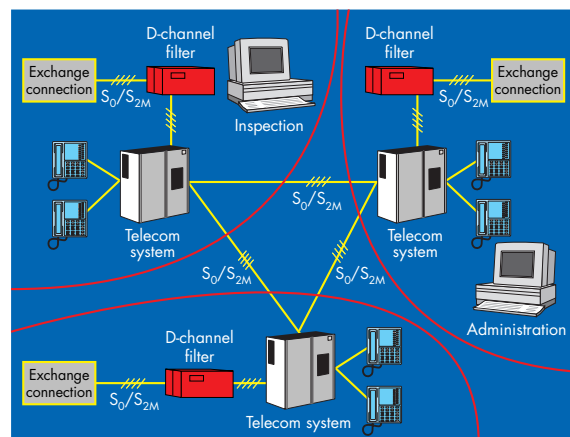 D-channel
filter
Exchange
connection
S₀/S₂M
Inspection
D-channel
filter
Exchange
connection
S₀/S₂M
Telecom
system
S₀/S₂M
Telecom
system
S₀/S₂M
S₀/S₂M
Administration
D-channel
filter
Exchange
connection
S₀/S₂M
Telecom system